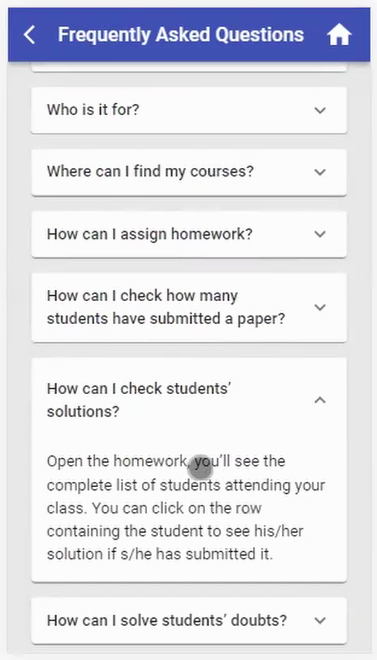 Frequently Asked Questions
Who is it for?
Where can I find my courses?
How can I assign homework?
How can I check how many
students have submitted a paper?
How can I check students’
solutions?
Open the homework, you’ll see the
complete list of students attending your
class. You can click on the row
containing the student to see his/her
solution if s/he has submitted it.
How can I solve students’ doubts?